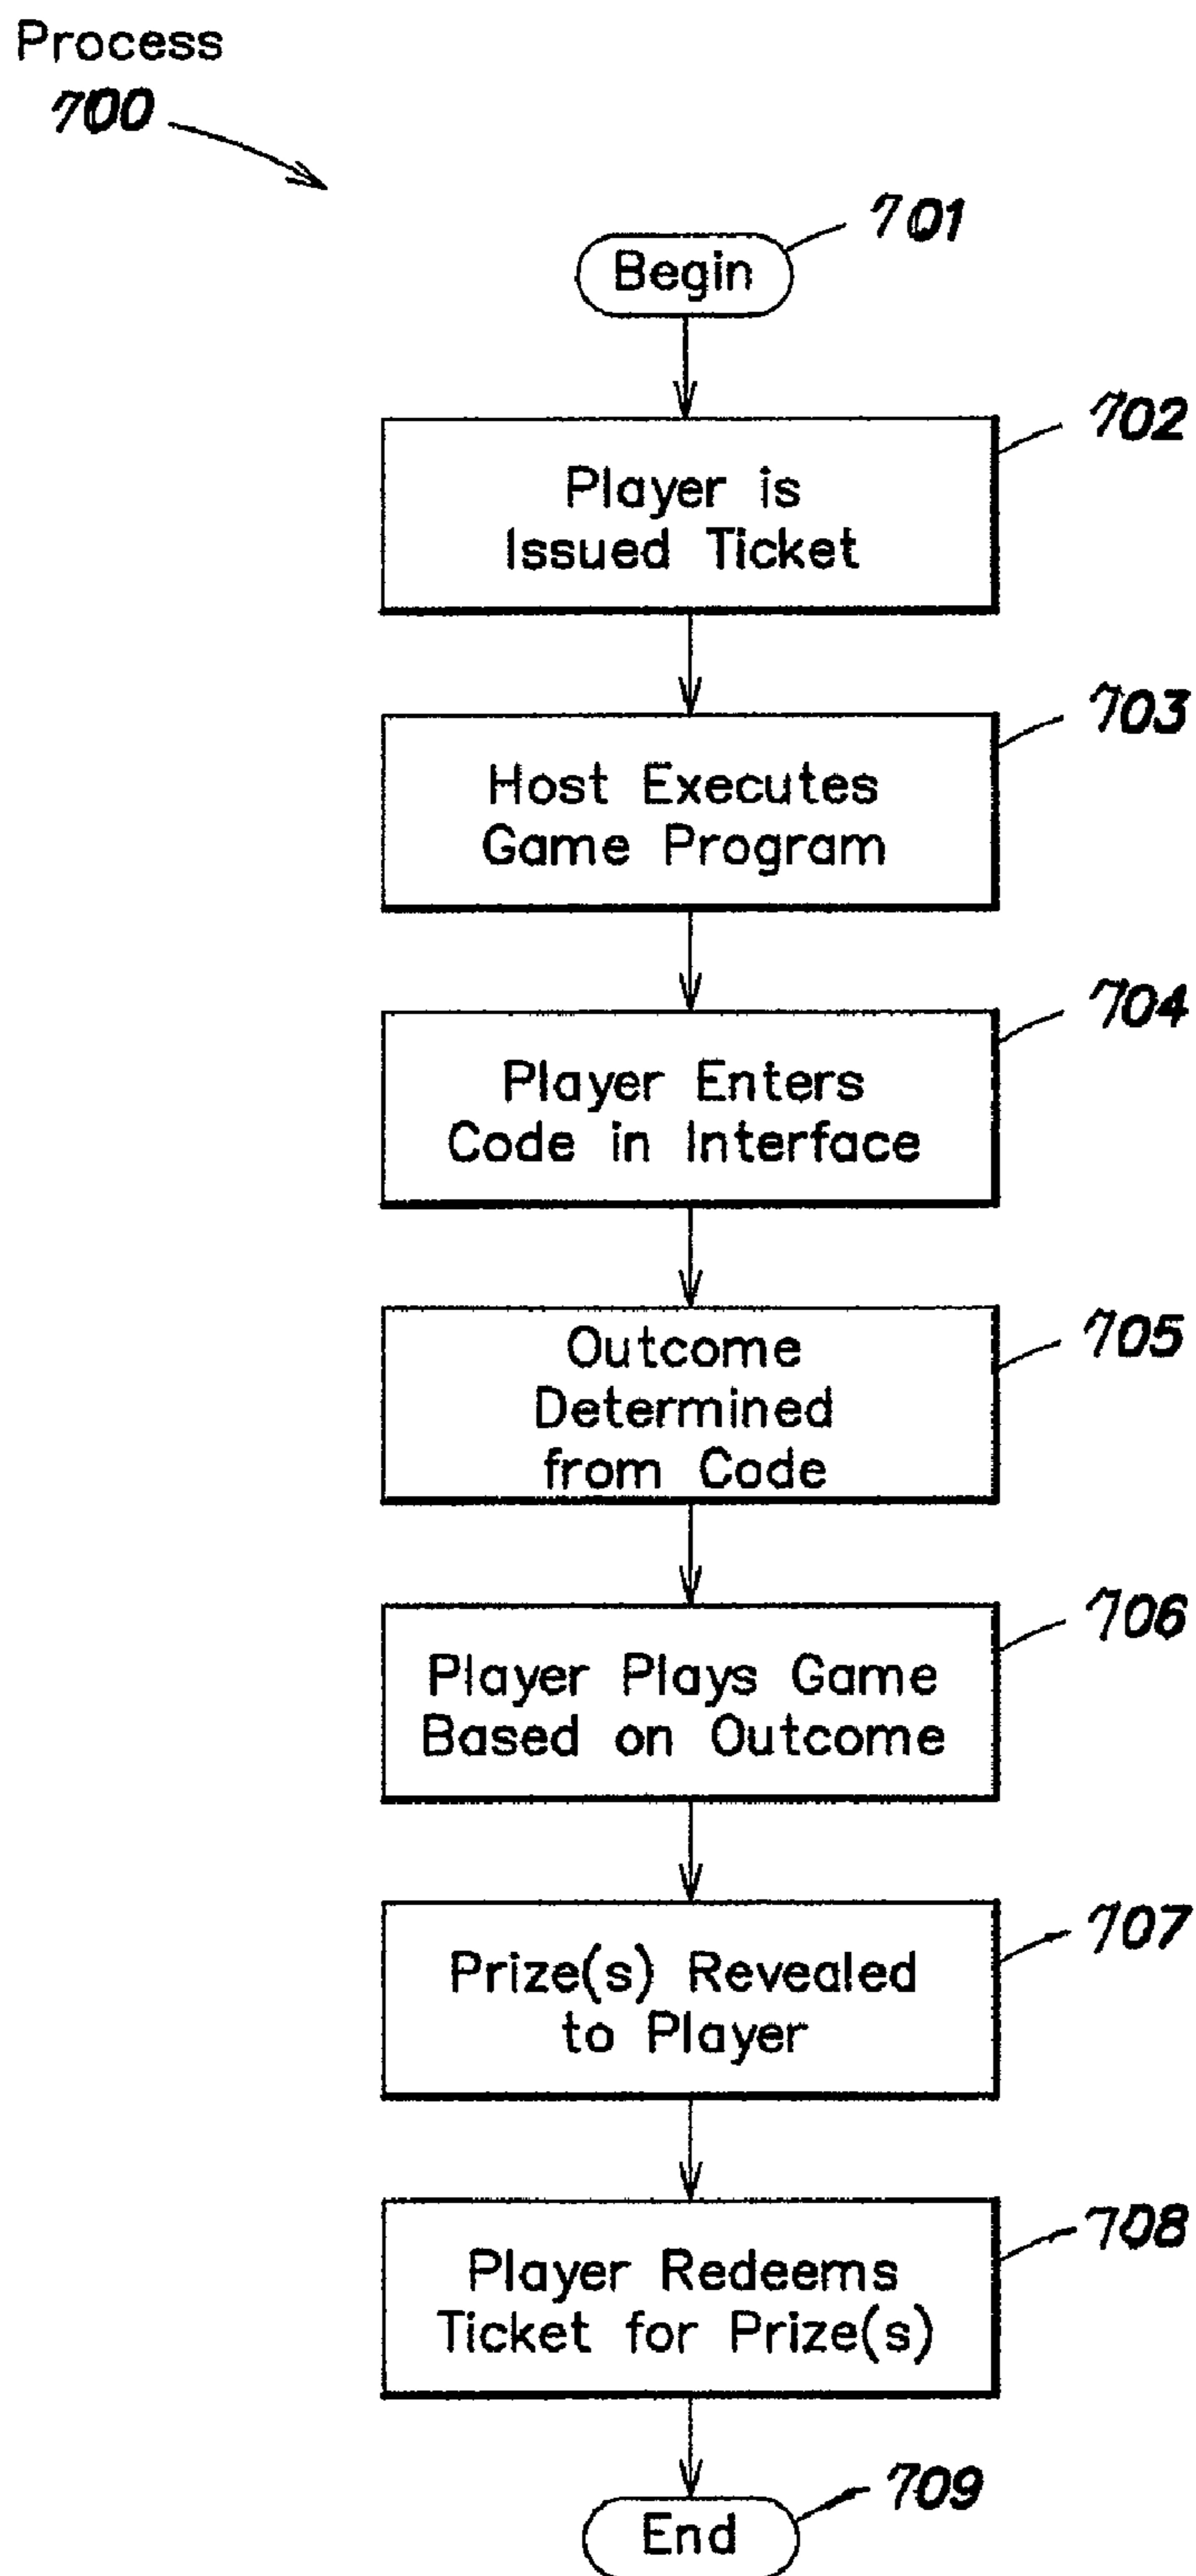 Process
700
701
Begin
702
Player is
Issued Ticket
703
Host Executes
Game Program
704
Player Enters
Code in Interface
705
Outcome
Determined
from Code
706
Player Plays Game
Based on Outcome
707
Prize(s) Revealed
to Player
708
Player Redeems
Ticket for Prize(s)
709
End